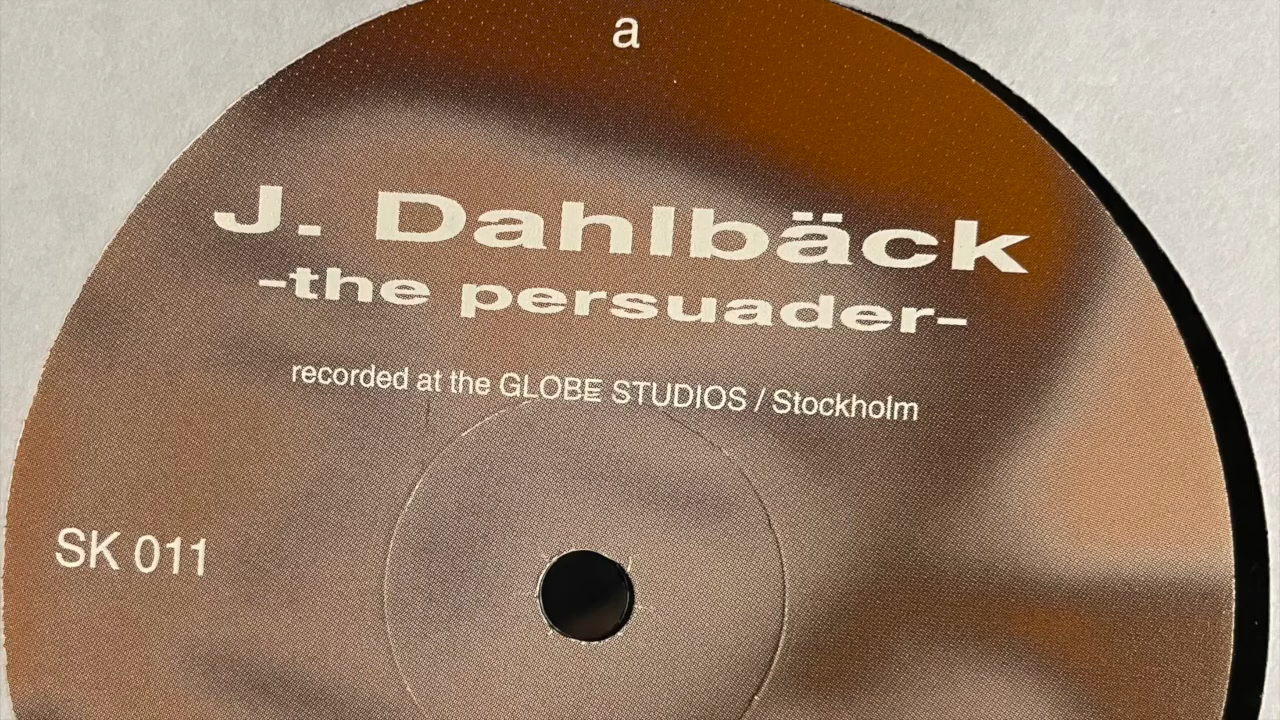 a
J. Dahlbäck
-the persuader-
recorded at the GLOBE STUDIOS / Stockholm
SK 011